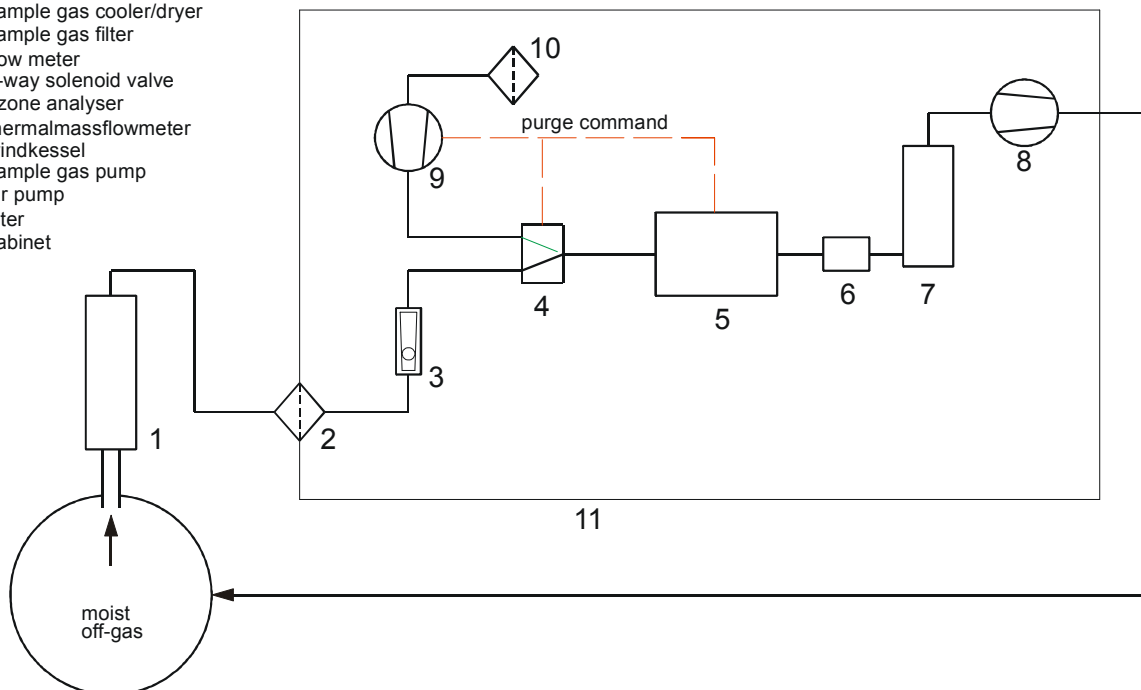 ample gas cooler/dryer
ample gas filter
ow meter
-way solenoid valve
zone analyser
hermalmassflowmeter
indkessel
ample gas pump
r pump
ter
abinet
10
purge command
8
9
4
5
6
7
3
1
2
11
moist
off-gas